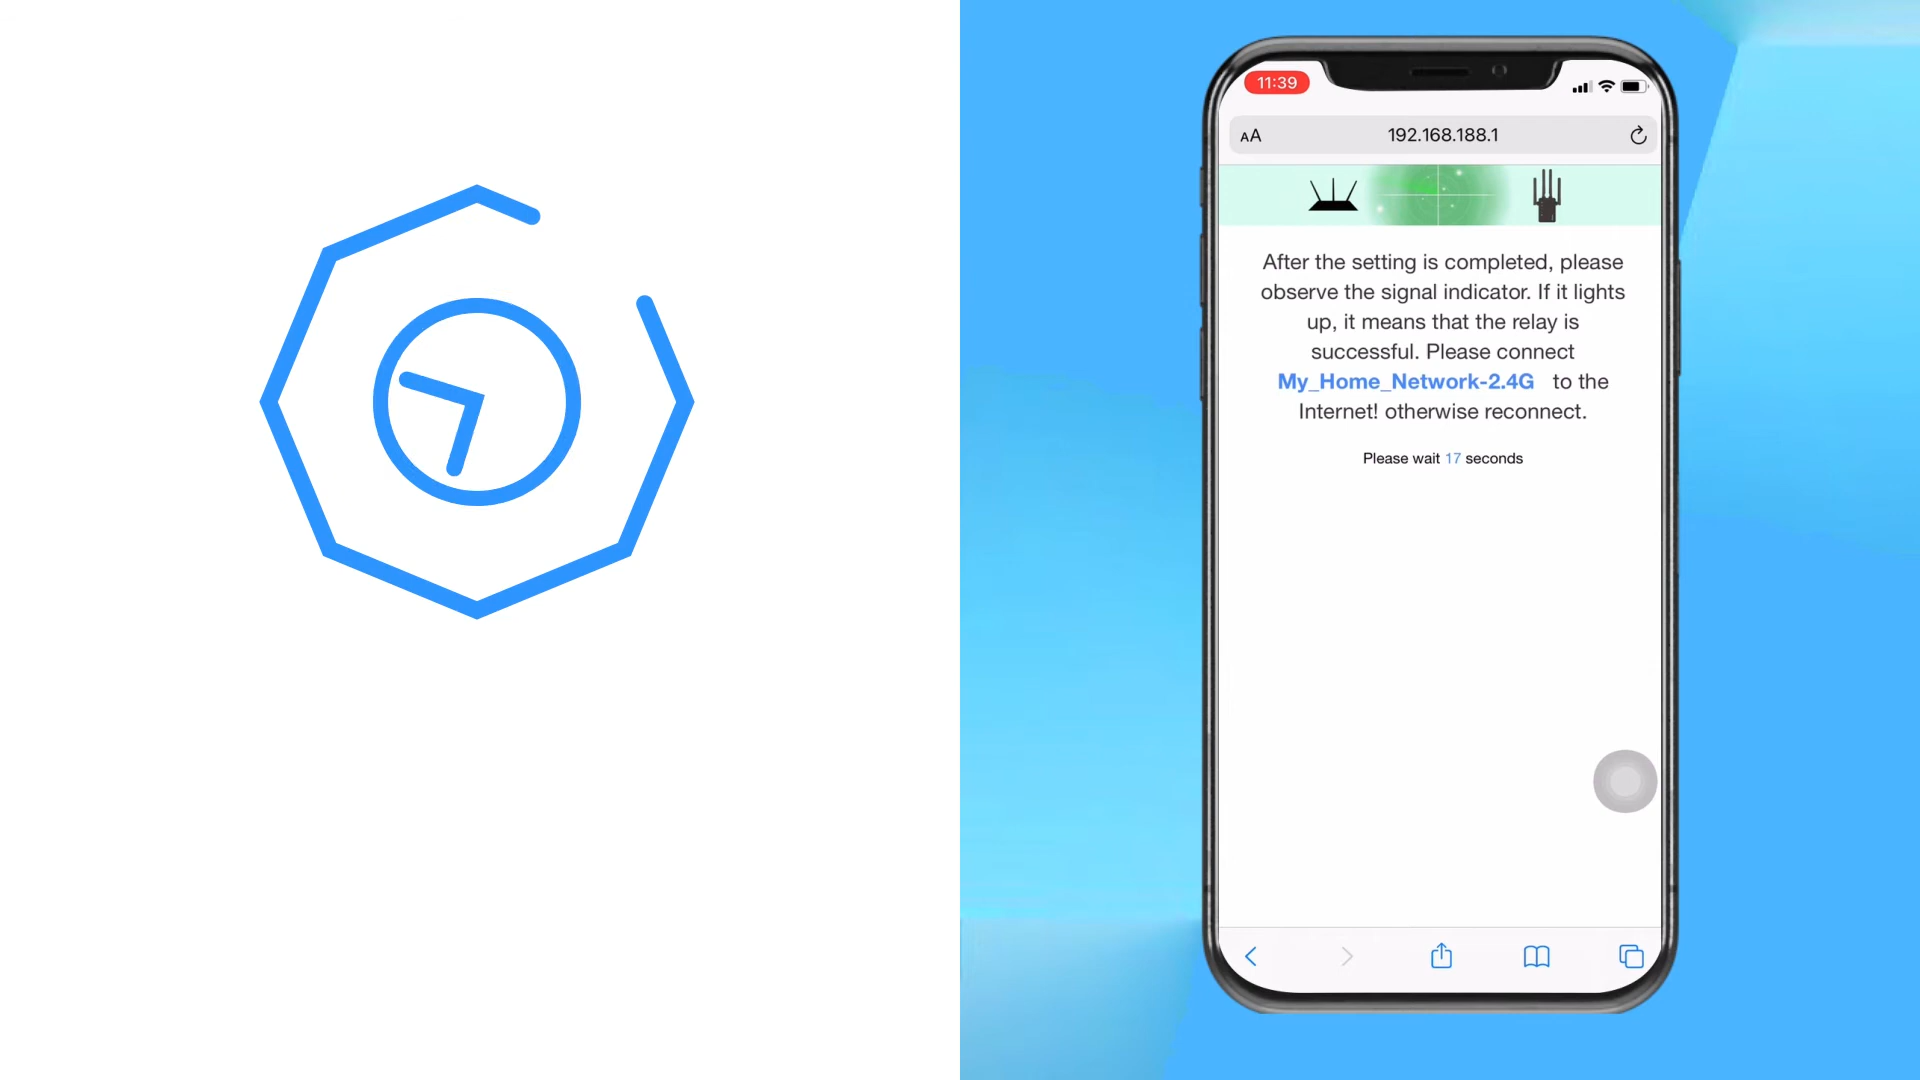 11:39
AA
192.168.188.1
After the setting is completed, please
observe the signal indicator. If it lights
up, it means that the relay is
successful. Please connect
My_Home_Network-2.4G to the
Internet! otherwise reconnect.
Please wait 17 seconds